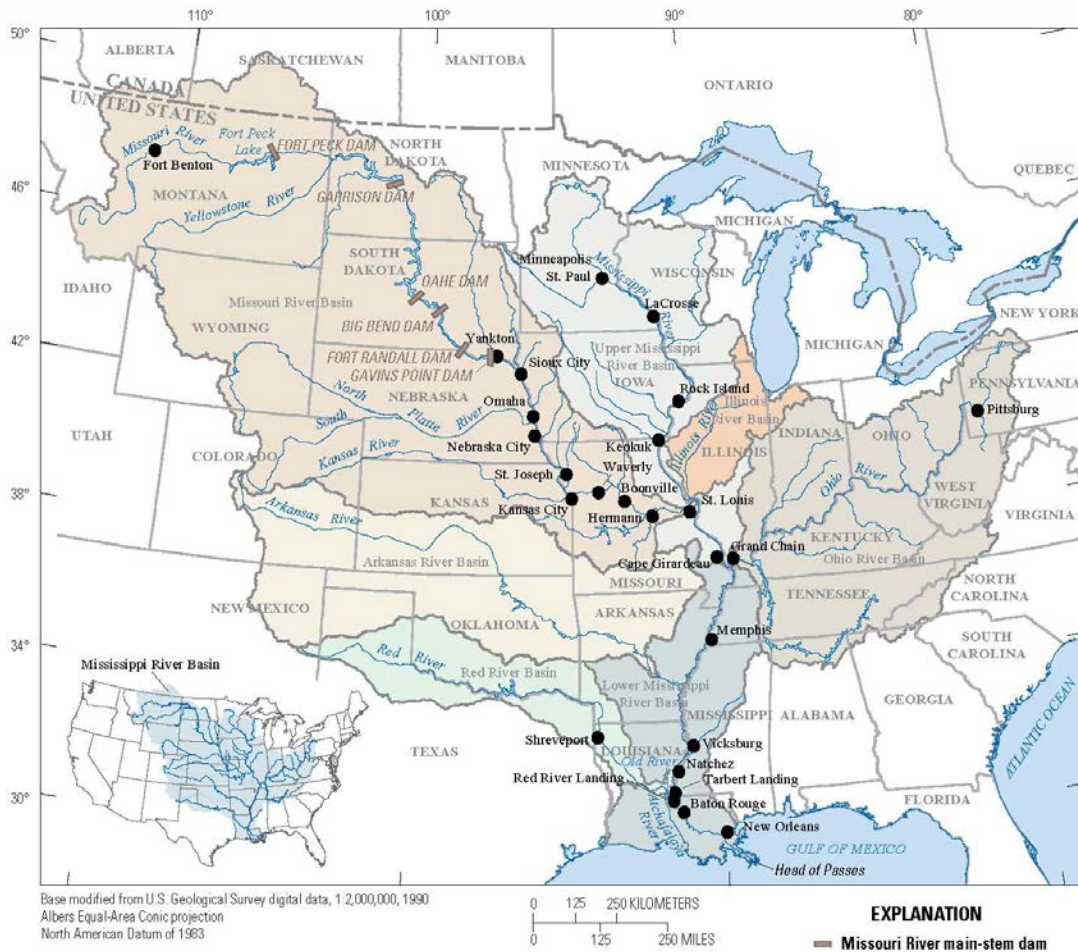 110°
100°
90°
80°
50°
46°
42°
38°
34°
30°
ALBERTA
SASKATCHEWAN
MANITOBA
ONTARIO
QUEBEC
CANADA
UNITED STATES
Missouri River
Fort Peck
Lake
FORT PECK DAM
Fort Benton
NORTH
DAKOTA
MINNESOTA
MONTANA
GARRISON DAM
Yellowstone River
MICHIGAN
SOUTH
DAKOTA
Minneapolis
St. Paul
Mississippi
River
WISCONSIN
IDAHO
OAHE DAM
LaCrosse
Missouri River Basin
WYOMING
BIG BEND DAM
NEW YORK
MICHIGAN
Yankton
Upper Mississippi
River Basin
FORT RANDALL DAM
GAVINS POINT DAM
Sioux City
IOWA
PENNSYLVANIA
NEBRASKA
Rock Island
North
Platte
South
River
Omaha
Illinois
River Basin
Pittsburg
UTAH
Nebraska City
Keokuk
Illinois River
ILLINOIS
INDIANA
OHIO
COLORADO
Kansas River
St. Joseph
Waverly
Boonville
Ohio River
WEST
VIRGINIA
KANSAS
Kansas City
Hermann
St. Louis
VIRGINIA
Arkansas River
KENTUCKY
Ohio River Basin
Arkansas River Basin
Grand Chain
Cape Girardeau
MISSOURI
NEW MEXICO
OKLAHOMA
ARKANSAS
TENNESSEE
NORTH
CAROLINA
Memphis
SOUTH
CAROLINA
Red River
Red River Basin
Mississippi River Basin
Lower Mississippi
River Basin
MISSISSIPPI
ALABAMA
GEORGIA
TEXAS
Shreveport
LOUISIANA
Vicksburg
Old River
Natchez
Red River Landing
Tarbert Landing
Baton Rouge
Atchafalaya
River
New Orleans
FLORIDA
ATLANTIC OCEAN
GULF OF MEXICO
Head of Passes
Base modified from U.S. Geological Survey digital data, 1:2,000,000, 1990
Albers Equal-Area Conic projection
North American Datum of 1983
0 125 250 KILOMETERS
0 125 250 MILES
EXPLANATION
Missouri River main-stem dam